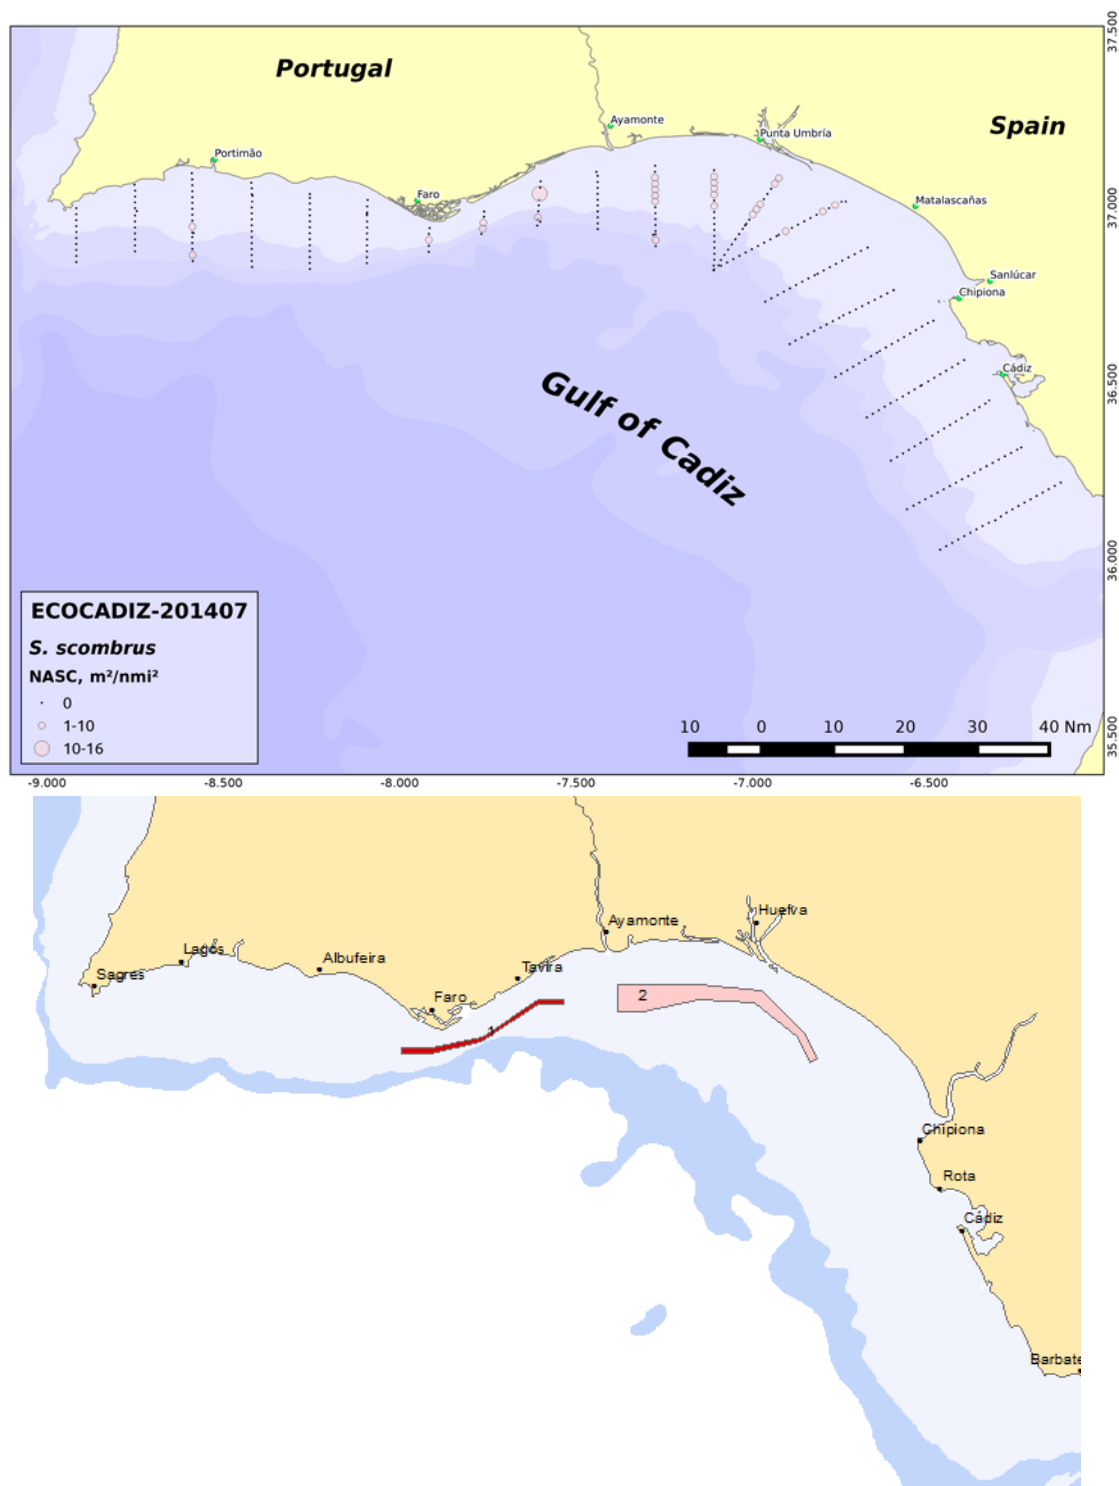 37.500
Portugal
Spain
Ayamonte
Punta Umbría
Portimão
Faro
Matalascañas
37.000
Sanlúcar
Chipiona
Cádiz
36.500
Gulf of Cadiz
36.000
ECOCADIZ-201407
S. scombrus
NASC, m²/nmi²
0
1-10
10-16
10 0 10 20 30 40 Nm
35.500
-9.000 -8.500 -8.000 -7.500 -7.000 -6.500
Huelva
Ayamonte
Lagos
Albufeira
Tavira
Sagres
Faro
2
1
Chipiona
Rota
Cádiz
Barbate